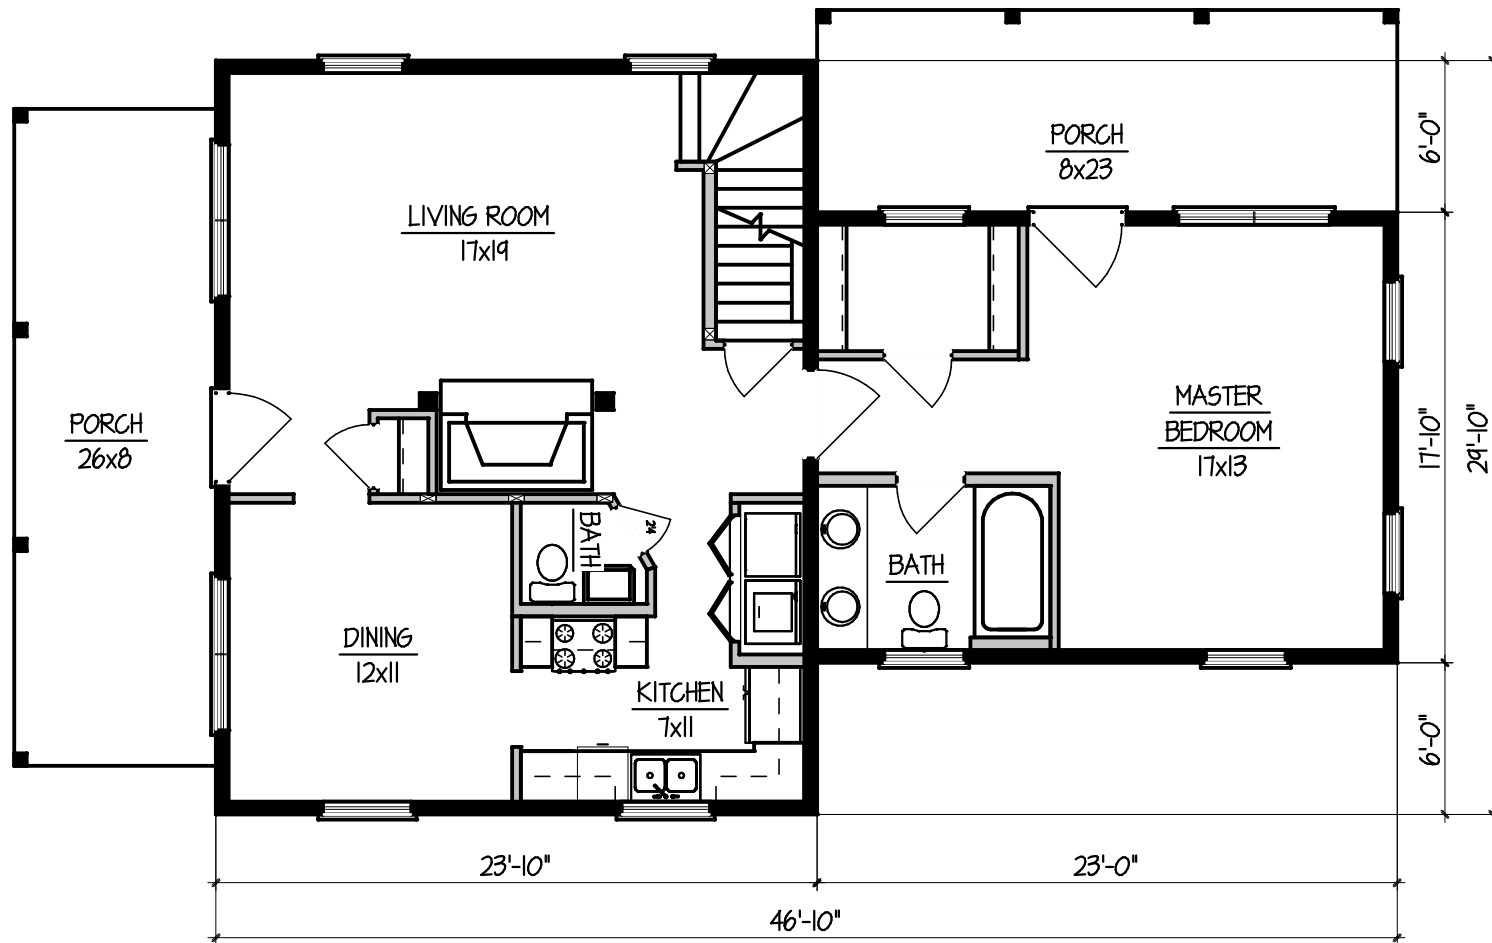 PORCH
8x23
6'-0"
LIVING ROOM
17x19
PORCH
26x8
MASTER
BEDROOM
17x13
17'-10"
29'-10"
BATH
24
BATH
DINING
12x11
KITCHEN
7x11
6'-0"
23'-10"
23'-0"
46'-10"